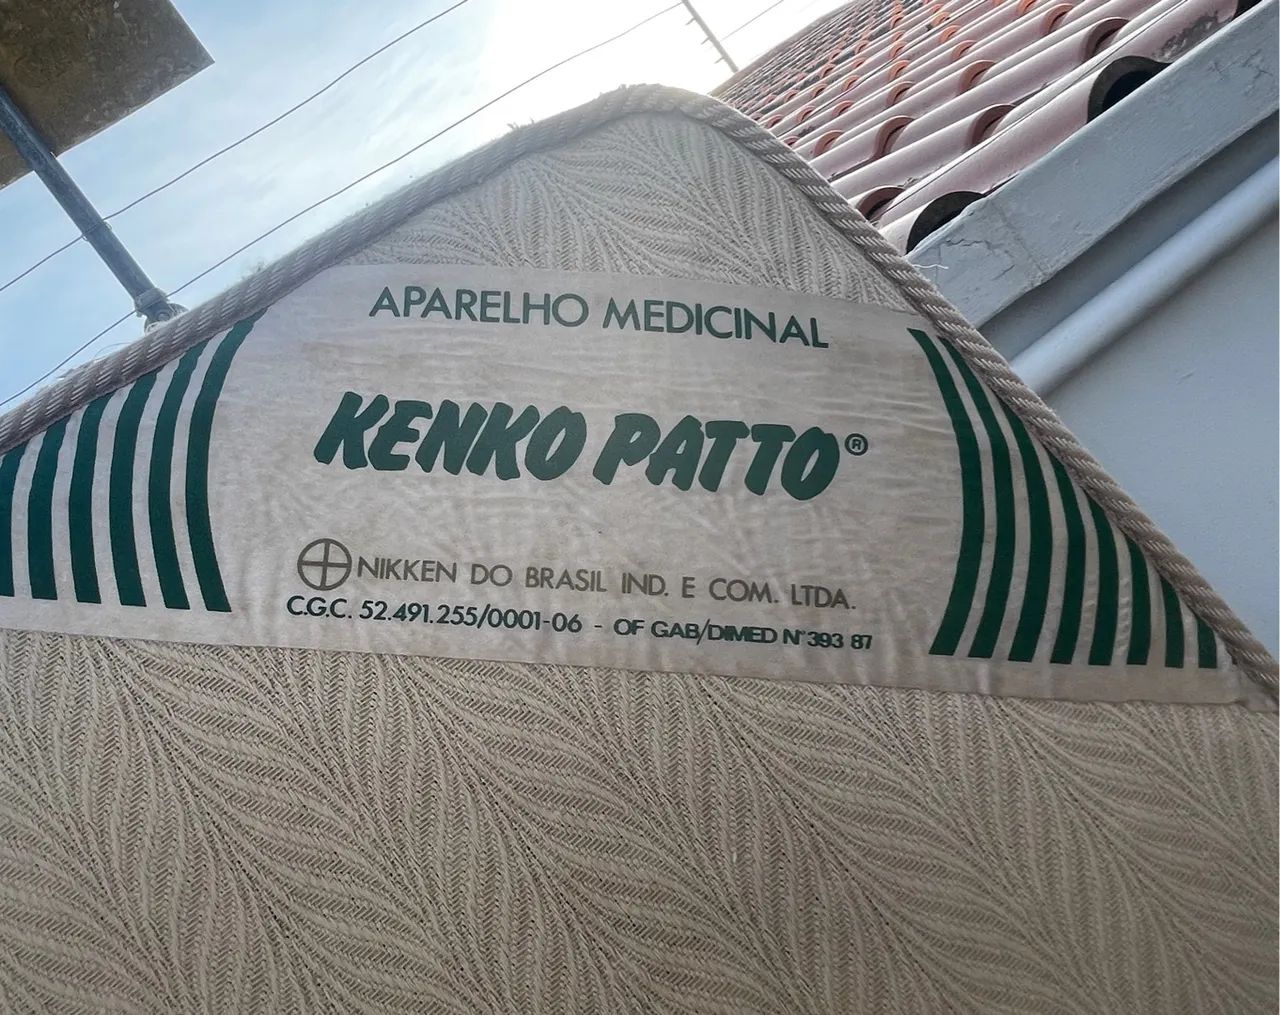 APARELHO MEDICINAL
KENKO PATTO®
NIKKEN DO BRASIL IND. E COM. LTDA.
C.G.C. 52.491.255/0001-06 - OF GAB/DIMED N° 393 87